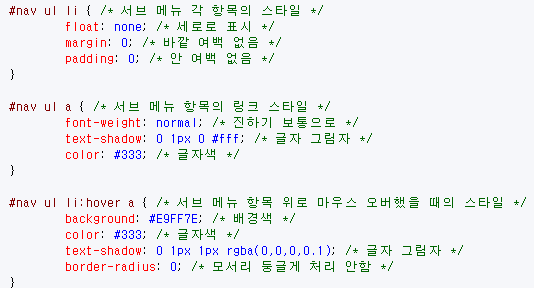 #nav ul li { /* 서브 메뉴 각 항목의 스타일 */
float: none; /* 세로로 표시 */
margin: 0; /* 바깥 여백 없음 */
padding: 0; /* 안 여백 없음 */
}
#nav ul a { /* 서브 메뉴 항목의 링크 스타일 */
font-weight: normal; /* 진하기 보통으로 */
text-shadow: 0 1px 0 #fff; /* 글자 그림자 */
color: #333; /* 글자색 */
}
#nav ul li:hover a { /* 서브 메뉴 항목 위로 마우스 오버했을 때의 스타일 */
background: #E9FF7E; /* 배경색 */
color: #333; /* 글자색 */
text-shadow: 0 1px 1px rgba(0,0,0,0.1); /* 글자 그림자 */
border-radius: 0; /* 모서리 둥글게 처리 안함 */
}